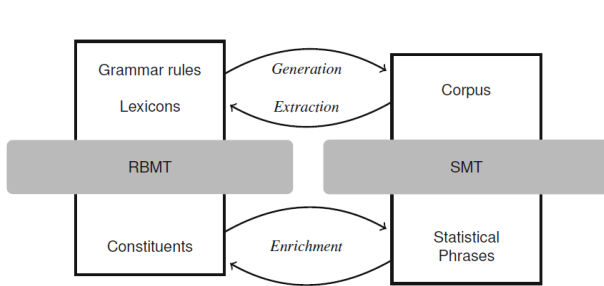 Grammar rules
Lexicons
Generation
Extraction
Corpus
RBMT
SMT
Constituents
Enrichment
Statistical
Phrases